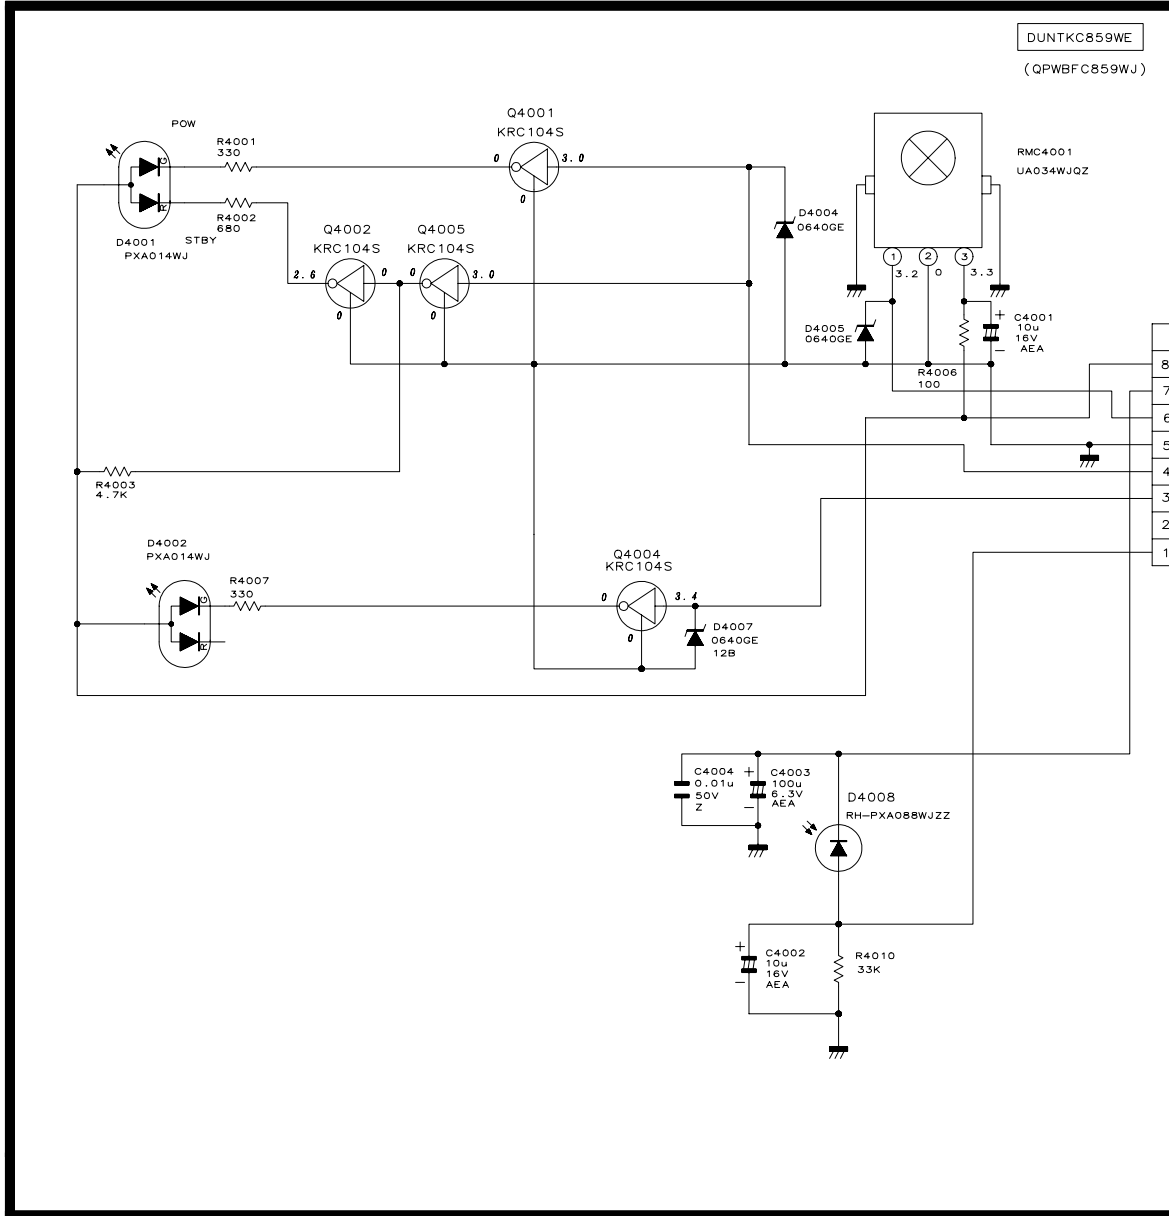 DUNTKC859WE
(QPWBFC859WJ)
POW
G
R
D4001
PXA014WJ
R4001
330
R4002
680
STBY
Q4001
KRC104S
0
3.0
0
Q4002
KRC104S
2.6
0
0
Q4005
KRC104S
0
3.0
0
D4004
0640GE
RMC4001
UA034WJQZ
1
2
3
3.2
0
3.3
D4005
0640GE
+
C4001
10u
16V
AEA
-
R4006
100
8
7
6
5
4
3
2
1
R4003
4.7K
D4002
PXA014WJ
G
R
R4007
330
Q4004
KRC104S
0
3.4
0
D4007
0640GE
12B
C4004
0.01u
50V
Z
+
C4003
100u
6.3V
AEA
-
D4008
RH-PXA088WJZZ
+
C4002
10u
16V
AEA
-
R4010
33K